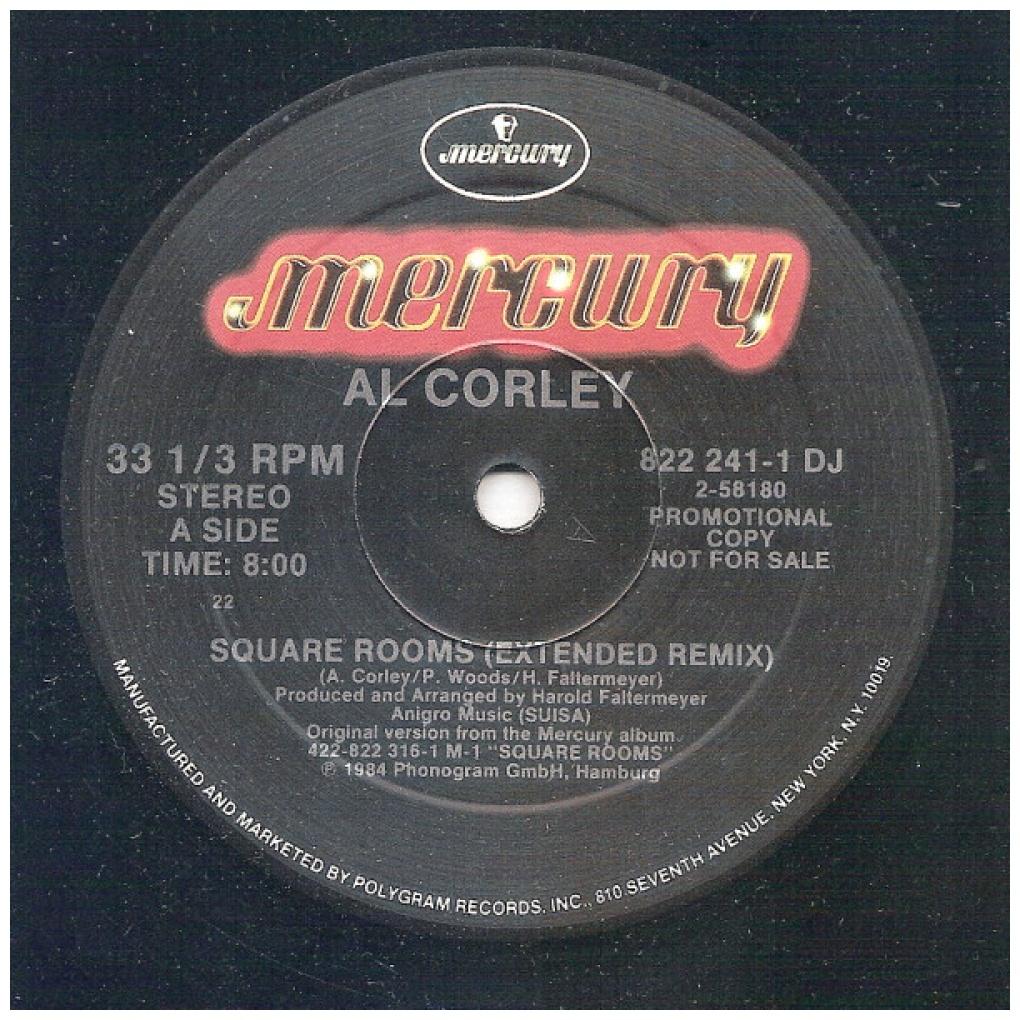 mercury
mercury
AL CORLEY
33 1/3 RPM
STEREO
A SIDE
TIME: 8:00
22
822 241-1 DJ
2-58180
PROMOTIONAL
COPY
NOT FOR SALE
SQUARE ROOMS (EXTENDED REMIX)
(A. Corley/P. Woods/H. Faltermeyer)
Produced and Arranged by Harold Faltermeyer
Anigro Music (SUISA)
Original version from the Mercury album.
422-822 316-1 M-1 "SQUARE ROOMS"
℗ 1984 Phonogram GmbH, Hamburg
MANUFACTURED AND MARKETED BY POLYGRAM RECORDS, INC., 810 SEVENTH AVENUE, NEW YORK, N.Y. 10019.